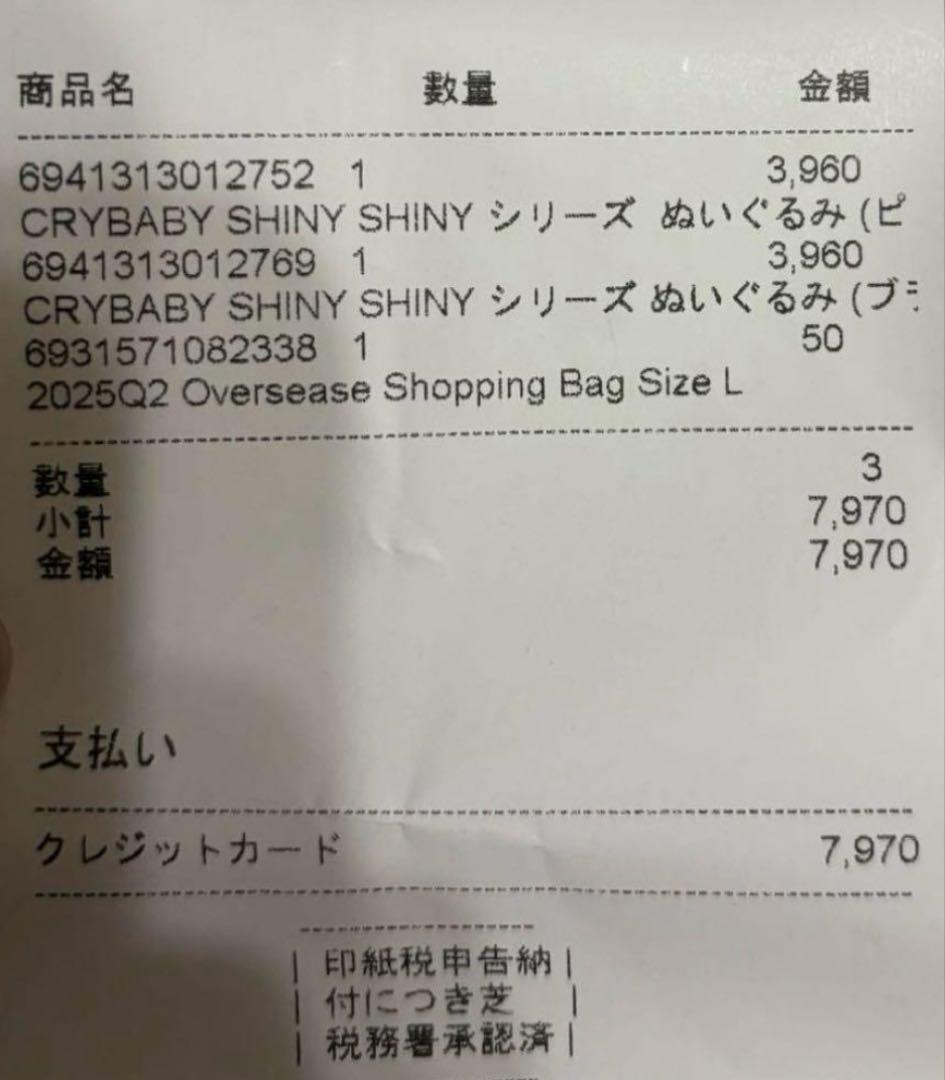 商品名 数量 金額
6941313012752 1 3,960
CRYBABY SHINY SHINY シリーズ ぬいぐるみ (ピ
6941313012769 1 3,960
CRYBABY SHINY SHINY シリーズ ぬいぐるみ (ブ
6931571082338 1 50
2025Q2 Oversease Shopping Bag Size L
数量 3
小計 7,970
金額 7,970
支払い
クレジットカード 7,970
印紙税申告納
付につき芝
税務署承認済